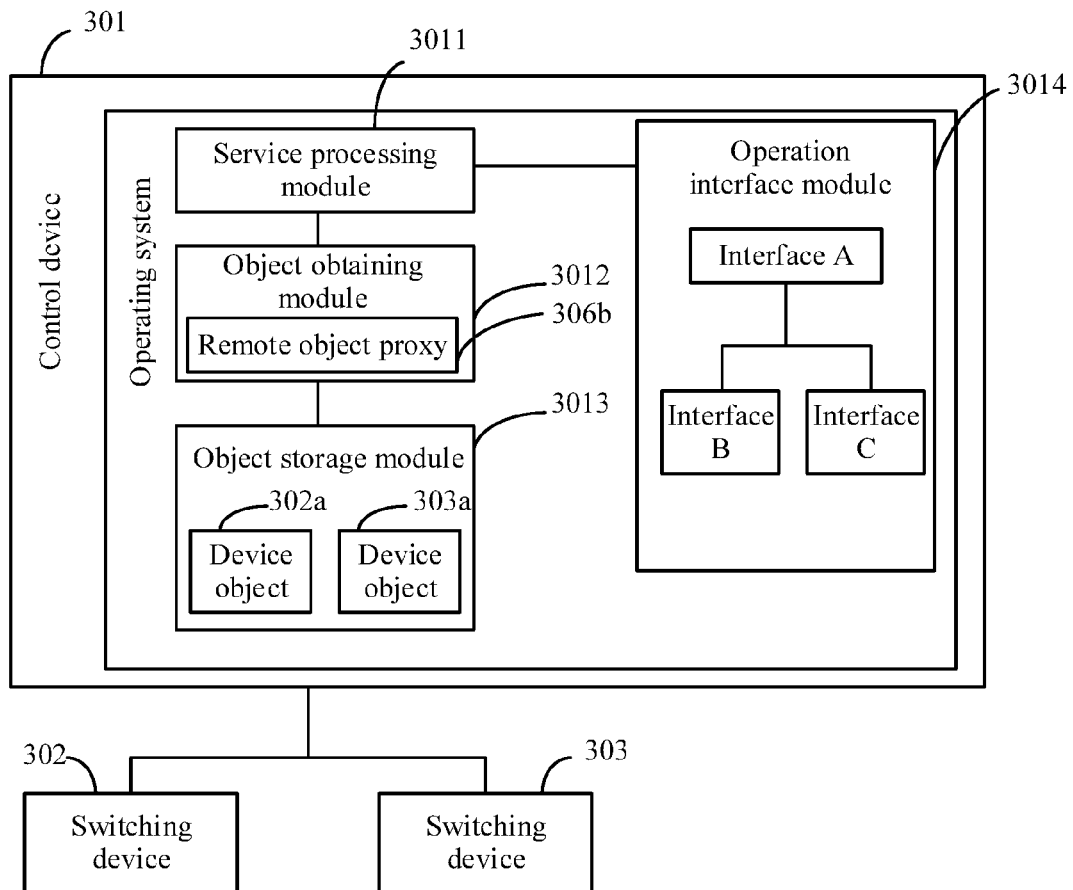 301
3011
3014
Control device
Operating system
Service processing
module
Operation
interface module
Interface A
Interface
B
Interface
C
Object obtaining
module
3012
306b
Remote object proxy
3013
Object storage module
302a
303a
Device
object
Device
object
302
303
Switching
device
Switching
device